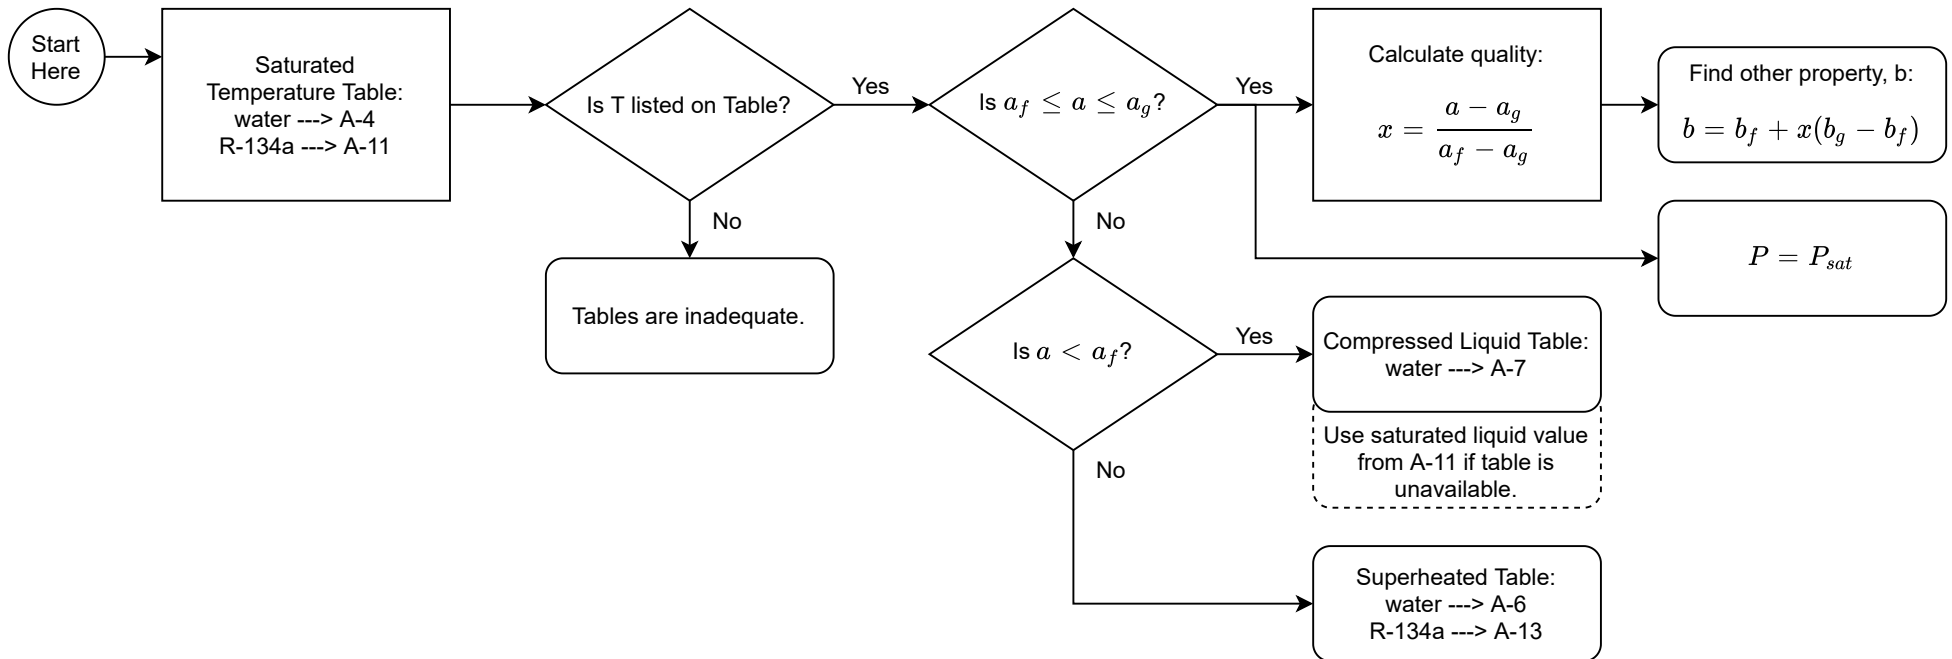 Start
Here
Saturated
Temperature Table:
water ---> A-4
R-134a ---> A-11
Is T listed on Table?
Yes
No
Tables are inadequate.
Is a_f ≤ a ≤ a_g?
Yes
No
Calculate quality:
x = \frac{a - a_g}{a_f - a_g}
Find other property, b:
b = b_f + x(b_g − b_f)
P = P_{sat}
Is a < a_f?
Yes
No
Compressed Liquid Table:
water ---> A-7
Use saturated liquid value
from A-11 if table is
unavailable.
Superheated Table:
water ---> A-6
R-134a ---> A-13